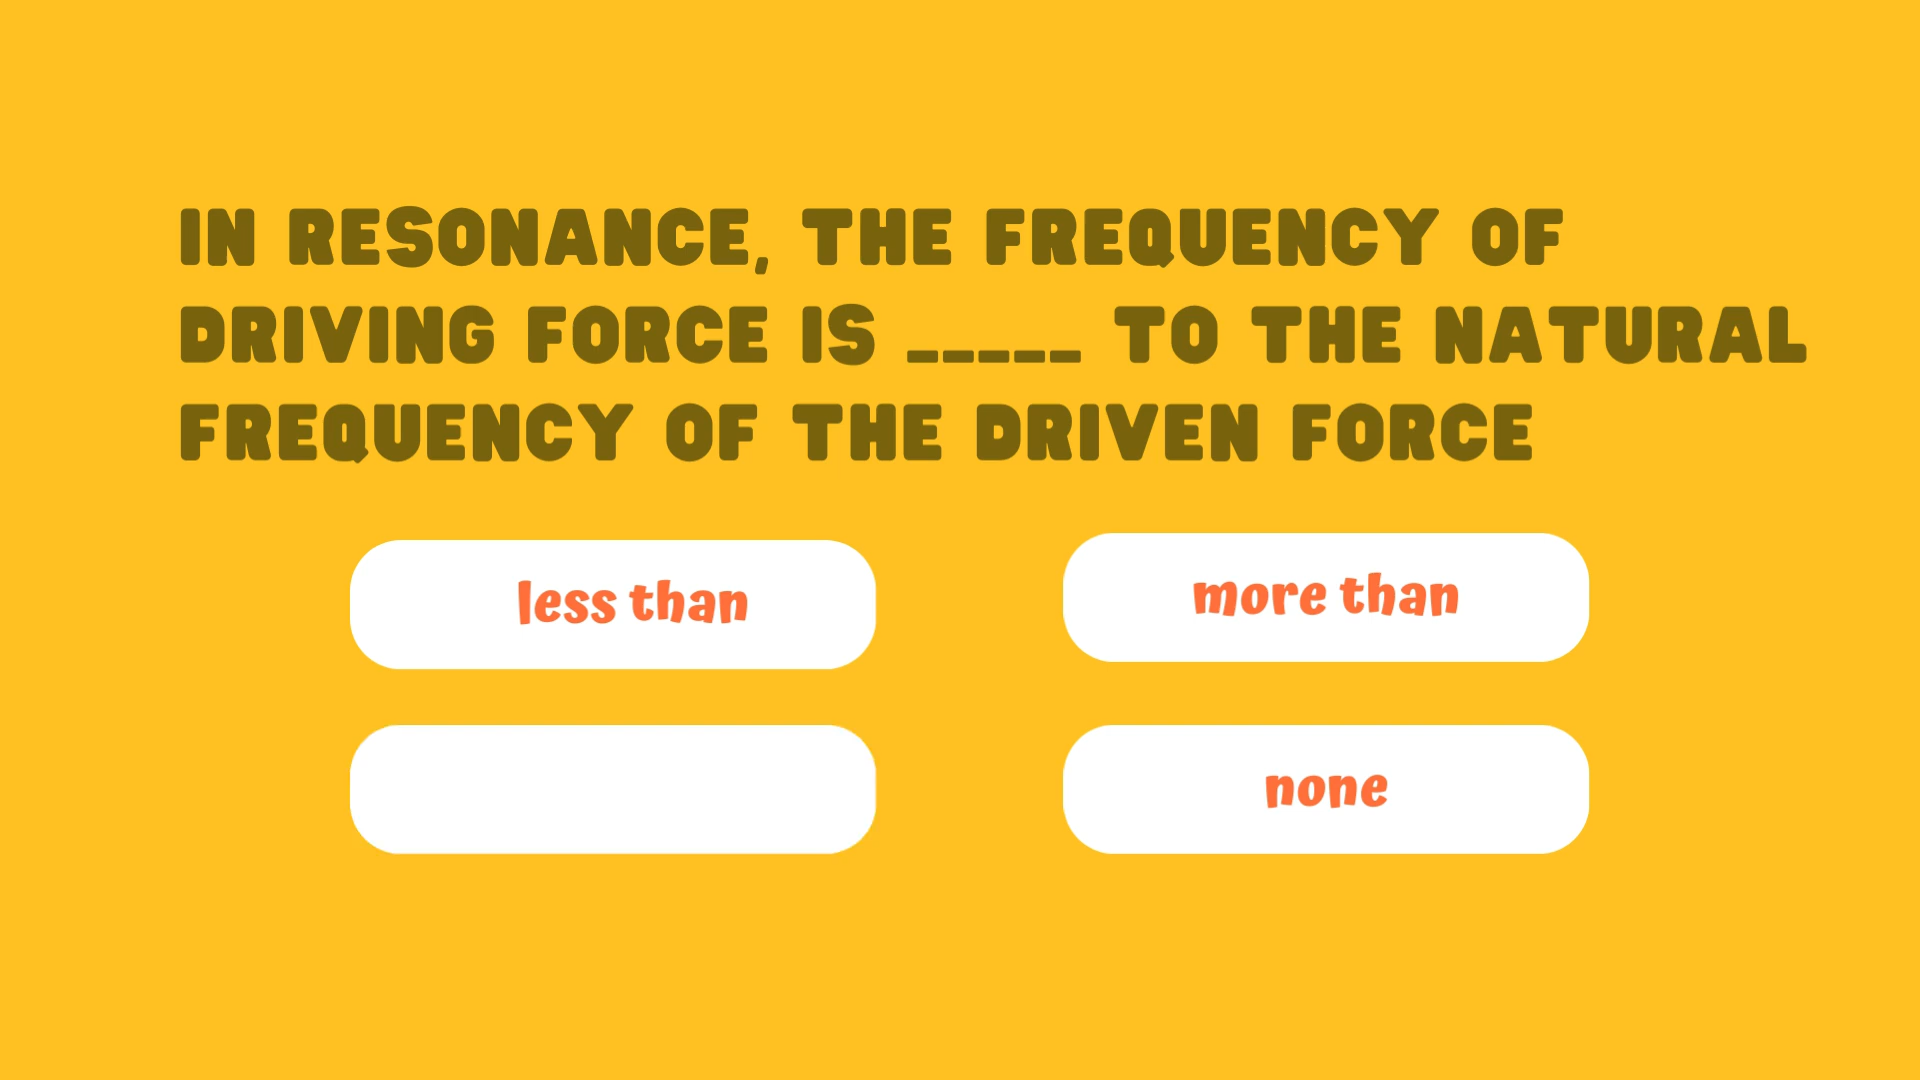 IN RESONANCE, THE FREQUENCY OF
DRIVING FORCE IS _____ TO THE NATURAL
FREQUENCY OF THE DRIVEN FORCE
less than
more than
none